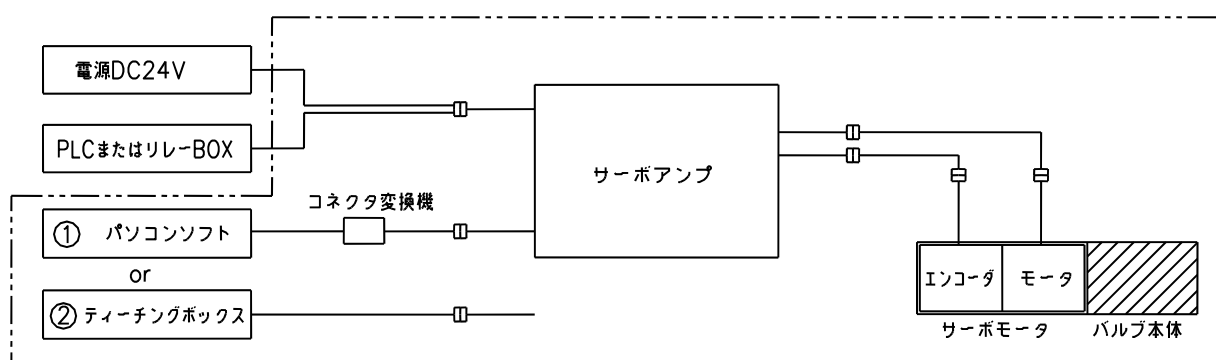 電源DC24V
PLCまたはリレーBOX
コネクタ変換機
① パソコンソフト
or
② ティーチングボックス
サーボアンプ
エンコーダ
モータ
サーボモータ
バルブ本体